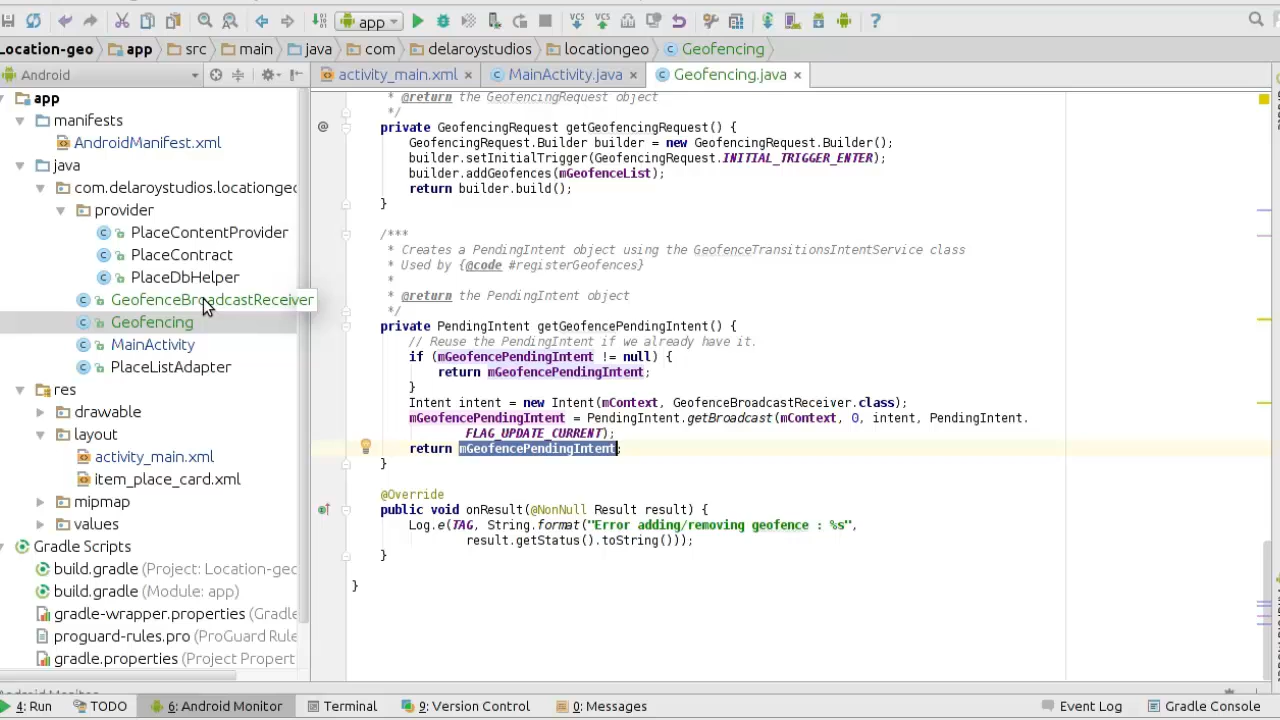 app
Location-geo app src main java com delaroystudios locationgeo Geofencing
Android
activity_main.xml MainActivity.java Geofencing.java
app
manifests
AndroidManifest.xml
java
com.delaroystudios.locationgeo
provider
PlaceContentProvider
PlaceContract
PlaceDbHelper
GeofenceBroadcastReceiver
Geofencing
MainActivity
PlaceListAdapter
res
drawable
layout
activity_main.xml
item_place_card.xml
mipmap
values
Gradle Scripts
build.gradle (Project: Location-geo
build.gradle (Module: app)
gradle-wrapper.properties (Gradle
proguard-rules.pro (ProGuard Rule
gradle.properties (Project Propert
* @return the GeofencingRequest object
*/
private GeofencingRequest getGeofencingRequest() {
GeofencingRequest.Builder builder = new GeofencingRequest.Builder();
builder.setInitialTrigger(GeofencingRequest.INITIAL_TRIGGER_ENTER);
builder.addGeofences(mGeofenceList);
return builder.build();
}
/***
* Creates a PendingIntent object using the GeofenceTransitionsIntentService class
* Used by {@code #registerGeofences}
*
* @return the PendingIntent object
*/
private PendingIntent getGeofencePendingIntent() {
// Reuse the PendingIntent if we already have it.
if (mGeofencePendingIntent != null) {
return mGeofencePendingIntent;
}
Intent intent = new Intent(mContext, GeofenceBroadcastReceiver.class);
mGeofencePendingIntent = PendingIntent.getBroadcast(mContext, 0, intent, PendingIntent.
FLAG_UPDATE_CURRENT);
return mGeofencePendingIntent;
}
@Override
public void onResult(@NonNull Result result) {
Log.e(TAG, String.format("Error adding/removing geofence : %s",
result.getStatus().toString()));
}
}
4: Run TODO 6: Android Monitor Terminal 9: Version Control 0: Messages Event Log Gradle Console